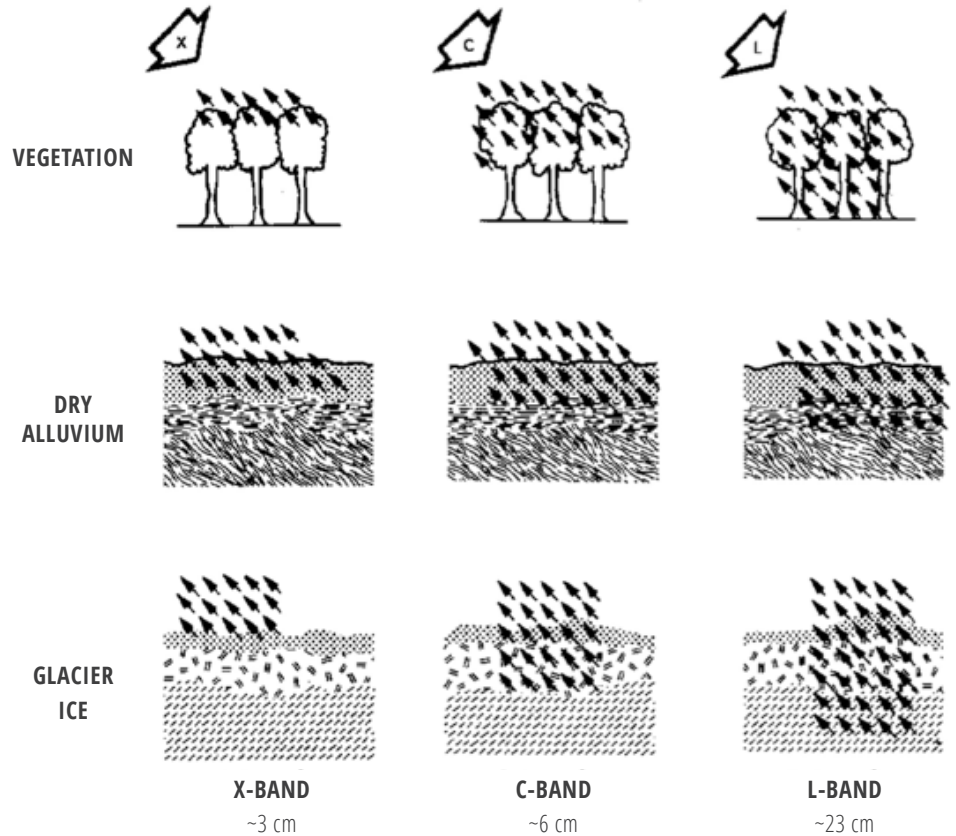 X
C
L
VEGETATION
DRY
ALLUVIUM
GLACIER
ICE
X-BAND
C-BAND
L-BAND
~3 cm
~6 cm
~23 cm